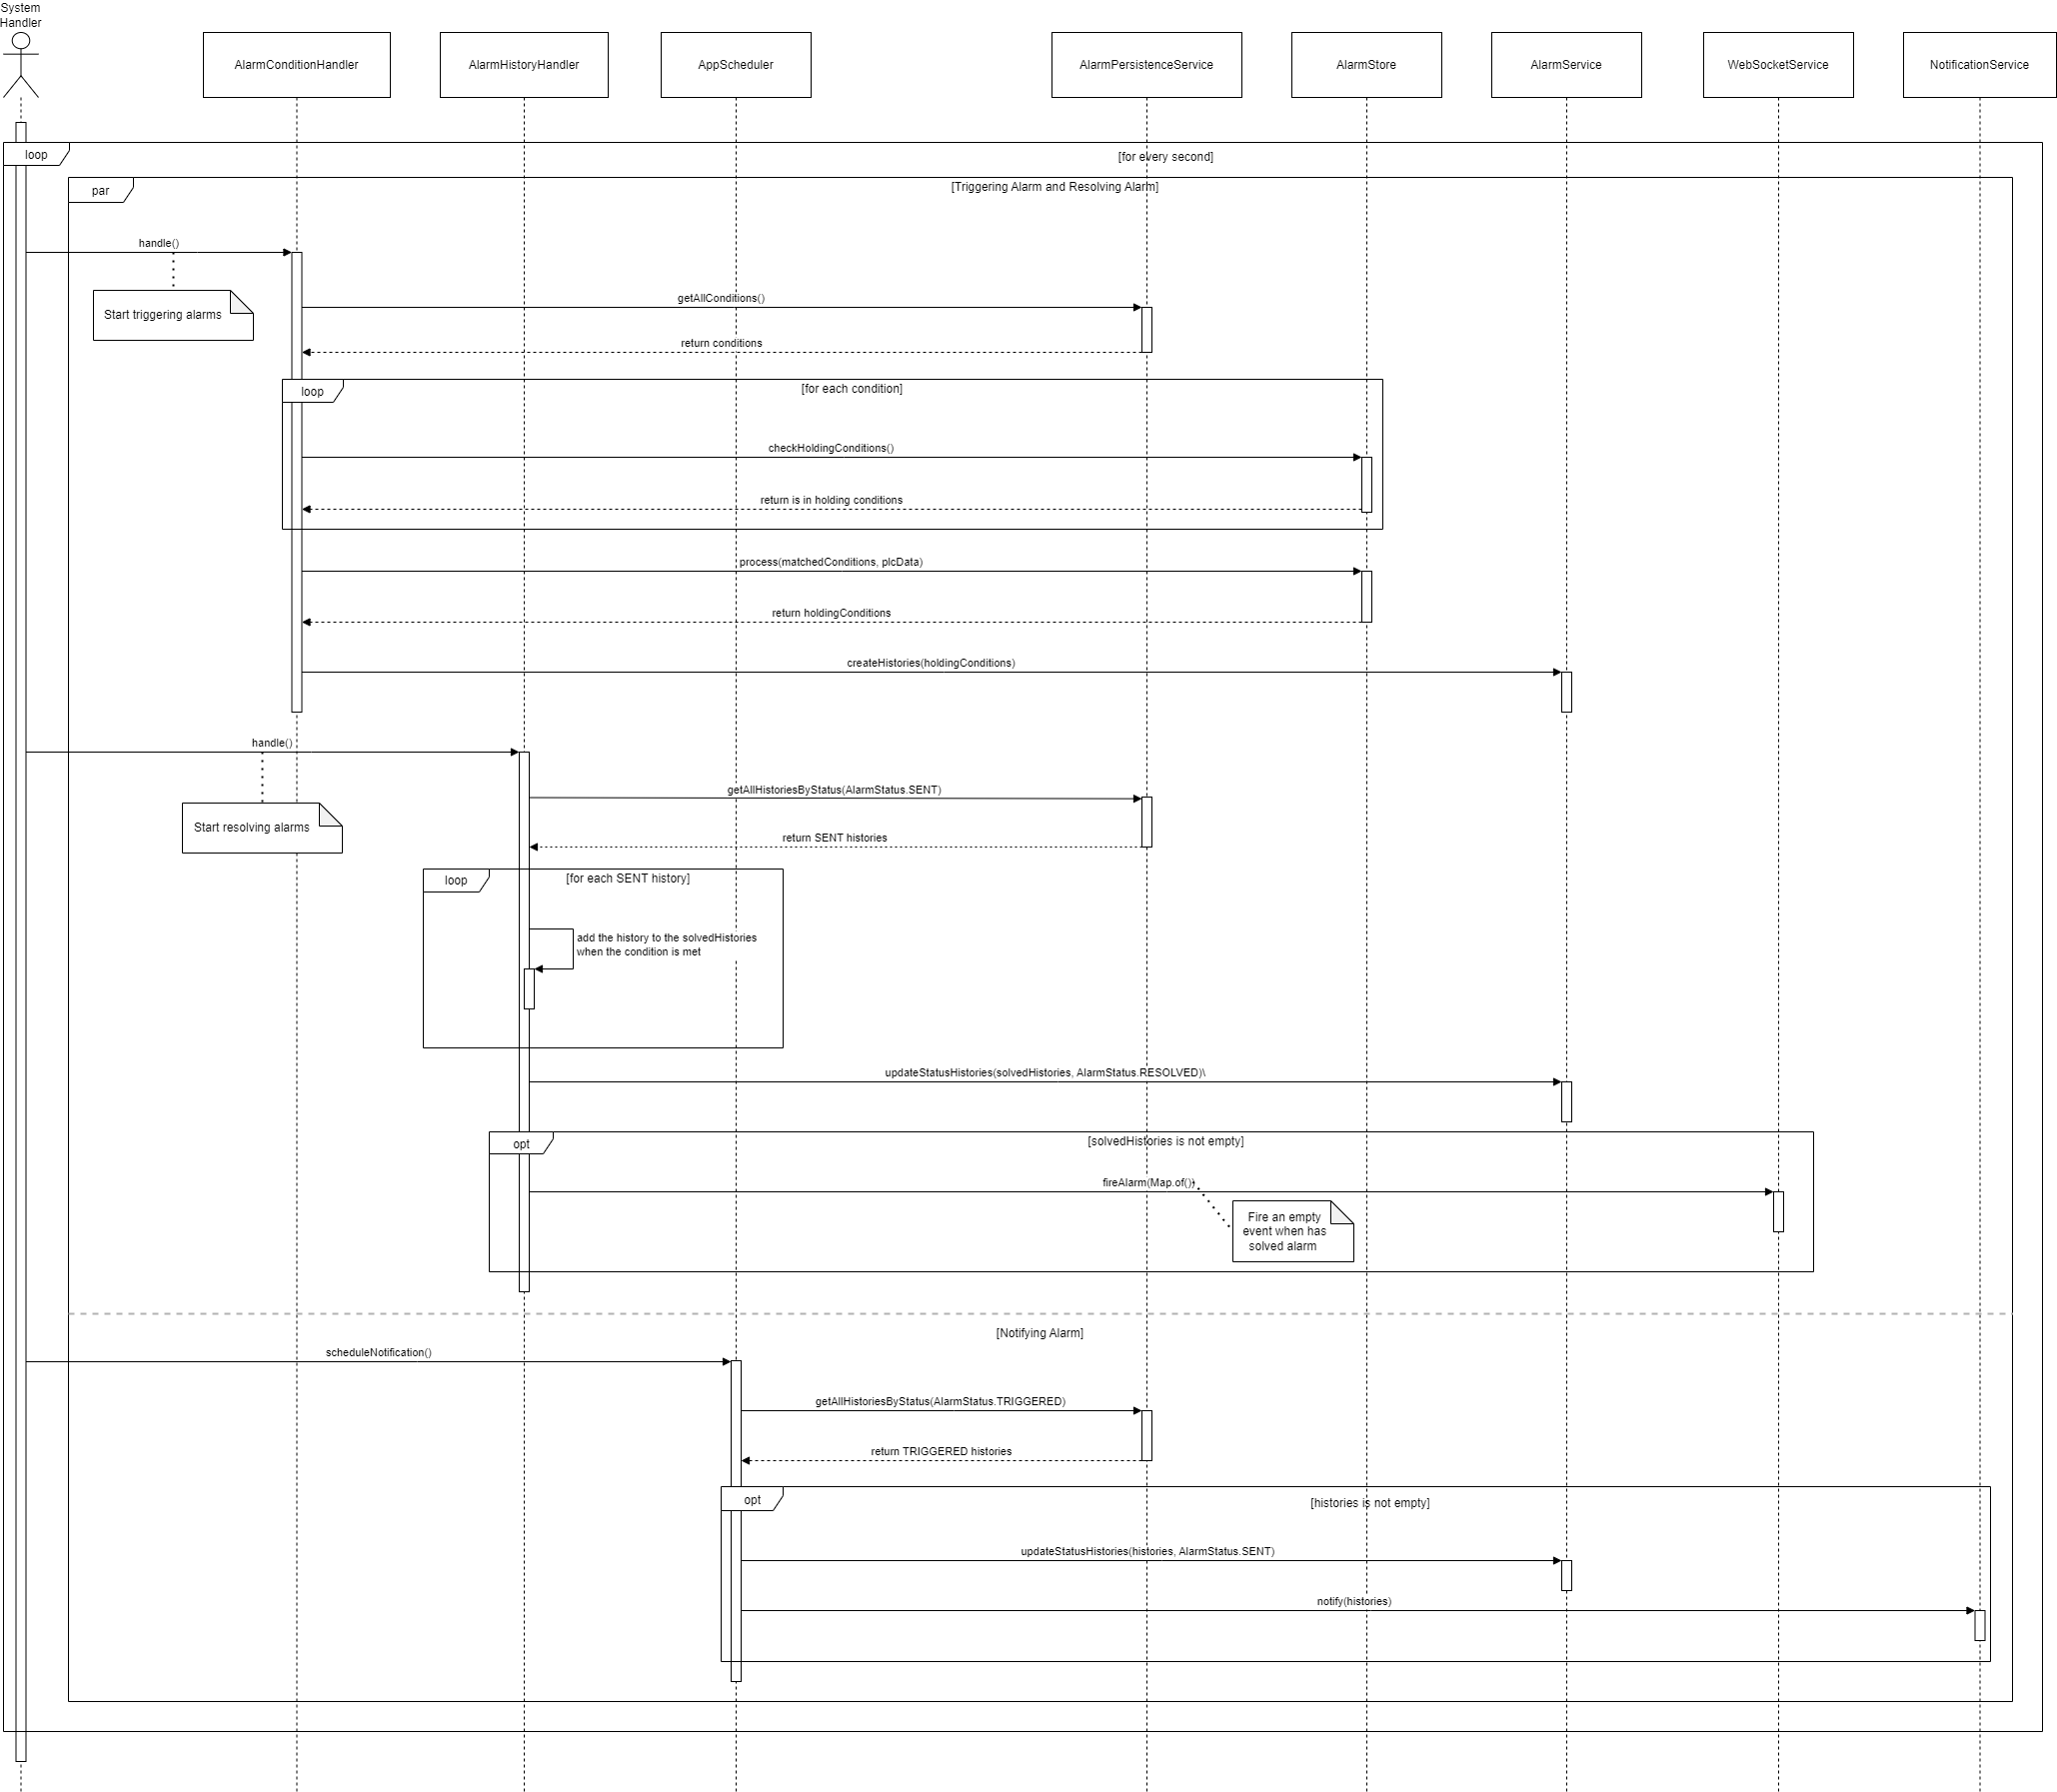 System
Handler
AlarmConditionHandler
AlarmHistoryHandler
AppScheduler
AlarmPersistenceService
AlarmStore
AlarmService
WebSocketService
NotificationService
loop
[for every second]
par
[Triggering Alarm and Resolving Alarm]
handle()
Start triggering alarms
getAllConditions()
return conditions
loop
[for each condition]
checkHoldingConditions()
return is in holding conditions
process(matchedConditions, plcData)
return holdingConditions
createHistories(holdingConditions)
handle()
Start resolving alarms
getAllHistoriesByStatus(AlarmStatus.SENT)
return SENT histories
loop
[for each SENT history]
add the history to the solvedHistories
when the condition is met
updateStatusHistories(solvedHistories, AlarmStatus.RESOLVED)\
opt
[solvedHistories is not empty]
fireAlarm(Map.of())
Fire an empty
event when has
solved alarm
[Notifying Alarm]
scheduleNotification()
getAllHistoriesByStatus(AlarmStatus.TRIGGERED)
return TRIGGERED histories
opt
[histories is not empty]
updateStatusHistories(histories, AlarmStatus.SENT)
notify(histories)